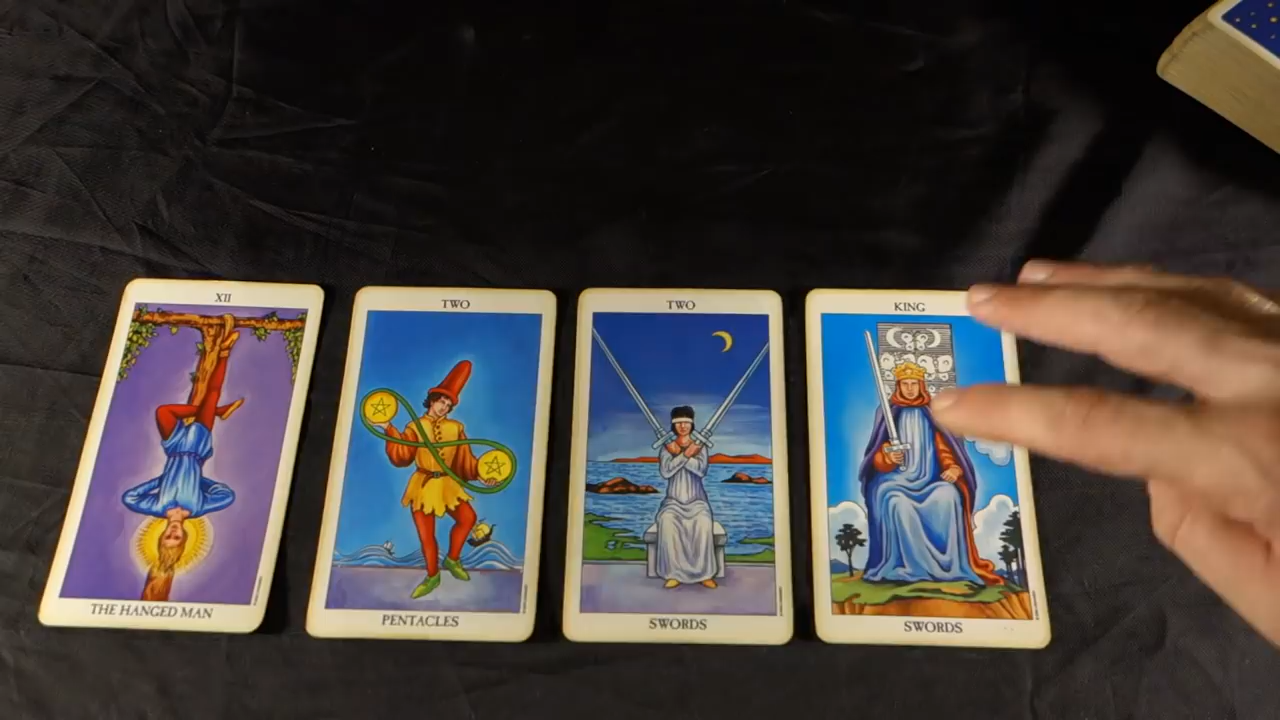 XII
THE HANGED MAN
TWO
PENTACLES
TWO
SWORDS
KING
SWORDS